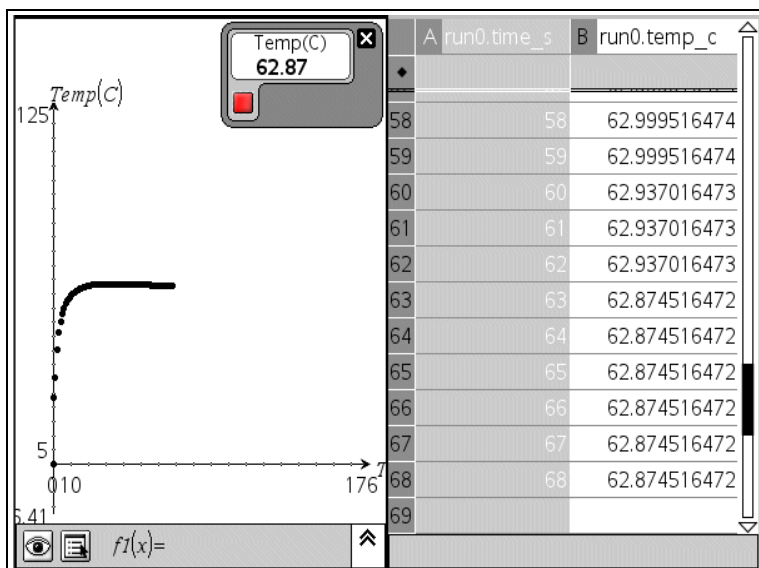 Temp(C)
62.87
Temp(C)
125
5
010
176
6.41
f1(x)=
A run0.time_s B run0.temp_c
58 58 62.999516474
59 59 62.999516474
60 60 62.937016473
61 61 62.937016473
62 62 62.937016473
63 63 62.874516472
64 64 62.874516472
65 65 62.874516472
66 66 62.874516472
67 67 62.874516472
68 68 62.874516472
69